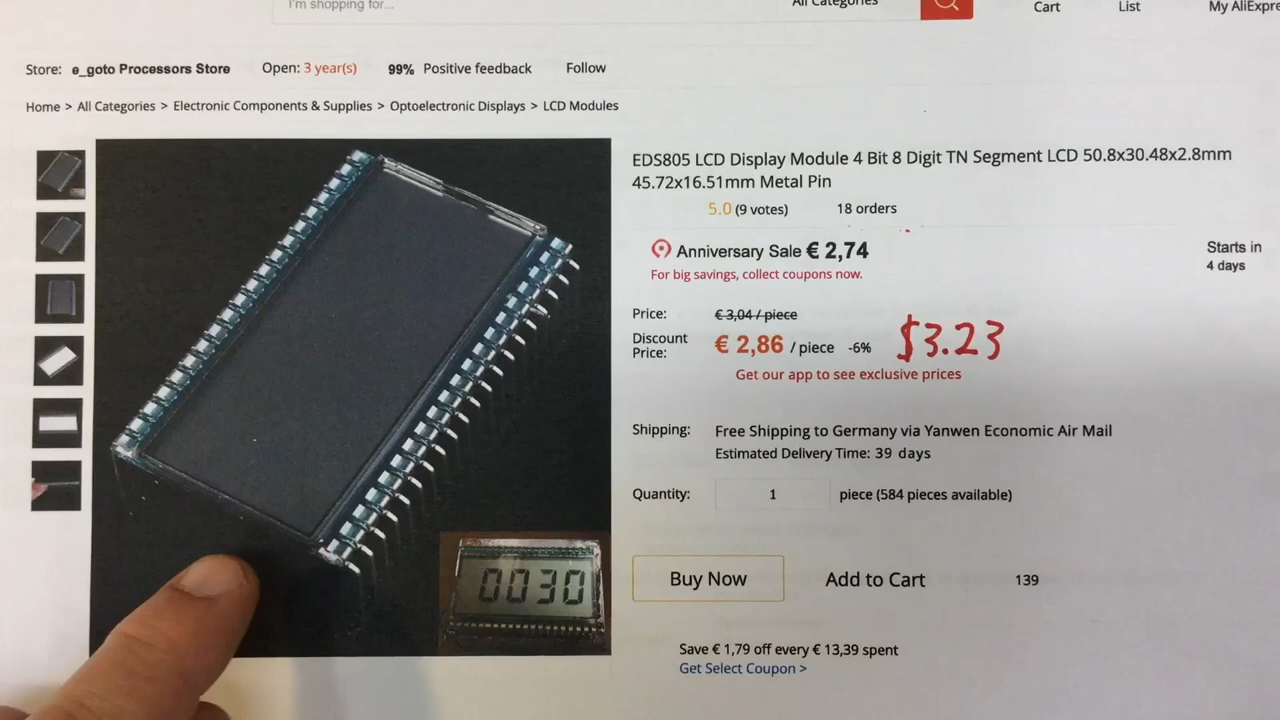 I'm shopping for...
All Categories
Cart
List
My AliExpre
Store: e_goto Processors Store Open: 3 year(s) 99% Positive feedback Follow
Home > All Categories > Electronic Components & Supplies > Optoelectronic Displays > LCD Modules
EDS805 LCD Display Module 4 Bit 8 Digit TN Segment LCD 50.8x30.48x2.8mm
45.72x16.51mm Metal Pin
5.0 (9 votes) 18 orders
Anniversary Sale € 2,74
For big savings, collect coupons now.
Starts in
4 days
Price: € 3,04 / piece
Discount
Price: € 2,86 / piece -6%
$3.23
Get our app to see exclusive prices
Shipping: Free Shipping to Germany via Yanwen Economic Air Mail
Estimated Delivery Time: 39 days
Quantity: 1 piece (584 pieces available)
Buy Now Add to Cart 139
0030
Save € 1,79 off every € 13,39 spent
Get Select Coupon >